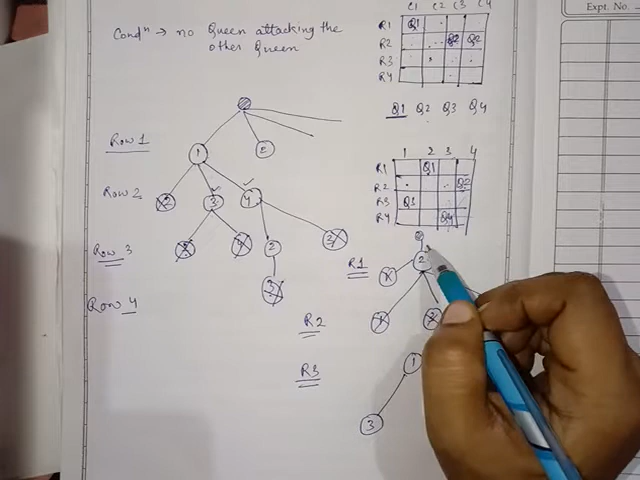 Condⁿ → no Queen attacking the
other Queen
Expt. No.
C1 C2 C3 C4
R1 Q1
R2 Q2 Q2
R3
R4
Q1 Q2 Q3 Q4
Row 1
1
2
Row 2
2 3 4
Row 3
2 4 2 3
Row 4
3
1 2 3 4
R1 Q1
R2 Q2
R3 Q3
R4 Q4
R1
2
R2
1
R3
1
3